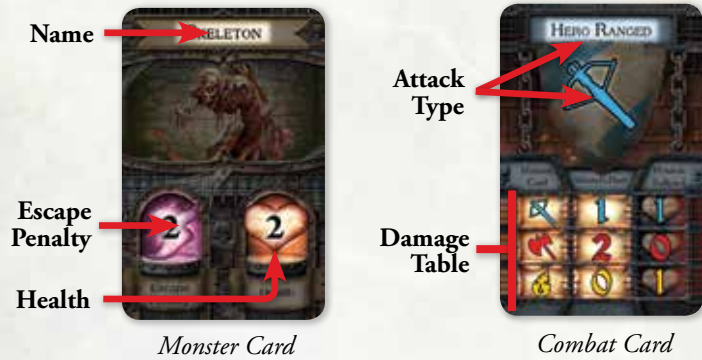 Name
SKELETON
Escape
Penalty
2
2
Health
Escape
Monster Card
HERO RANGED
Attack
Type
Damage
Table
1 1
2 0
0 1
Combat Card